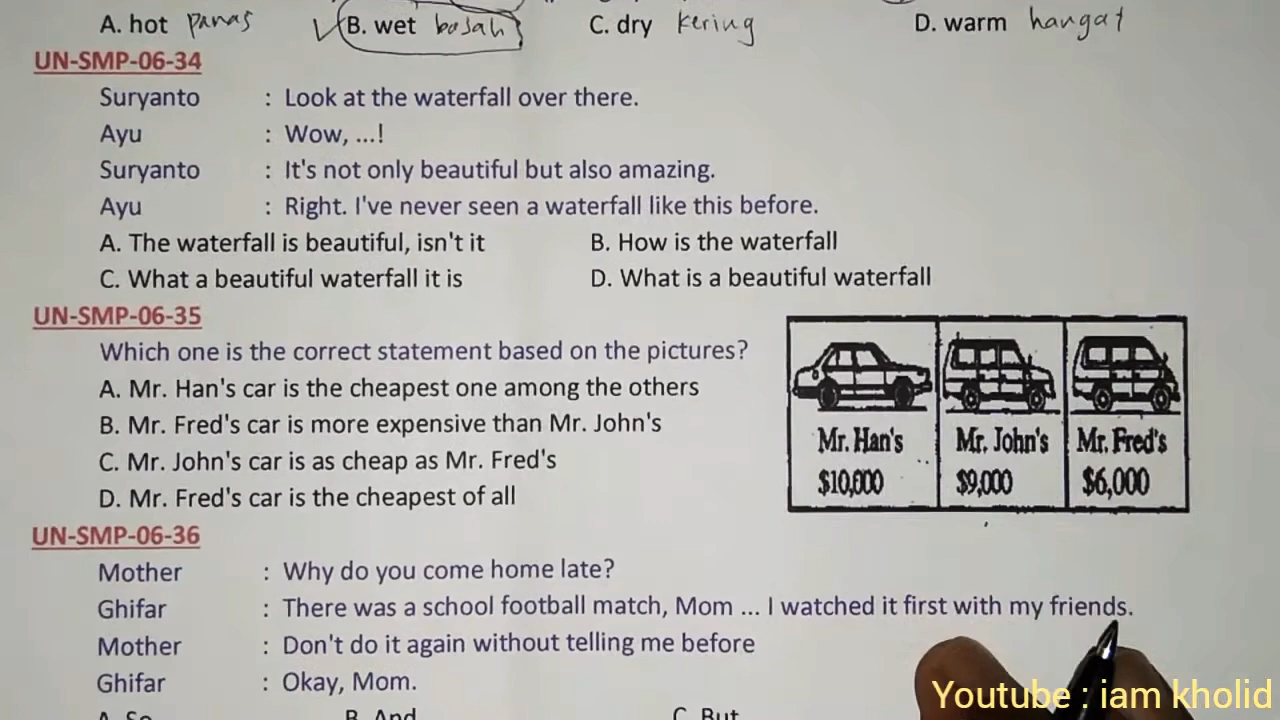 A. hot panas B. wet basah C. dry kering D. warm hangat
UN-SMP-06-34
Suryanto : Look at the waterfall over there.
Ayu : Wow, ...!
Suryanto : It's not only beautiful but also amazing.
Ayu : Right. I've never seen a waterfall like this before.
A. The waterfall is beautiful, isn't it B. How is the waterfall
C. What a beautiful waterfall it is D. What is a beautiful waterfall
UN-SMP-06-35
Which one is the correct statement based on the pictures?
A. Mr. Han's car is the cheapest one among the others
B. Mr. Fred's car is more expensive than Mr. John's
C. Mr. John's car is as cheap as Mr. Fred's
D. Mr. Fred's car is the cheapest of all
Mr. Han's Mr. John's Mr. Fred's
$10,000 $9,000 $6,000
UN-SMP-06-36
Mother : Why do you come home late?
Ghifar : There was a school football match, Mom ... I watched it first with my friends.
Mother : Don't do it again without telling me before
Ghifar : Okay, Mom.
A. So B. And C. But
Youtube : iam kholid